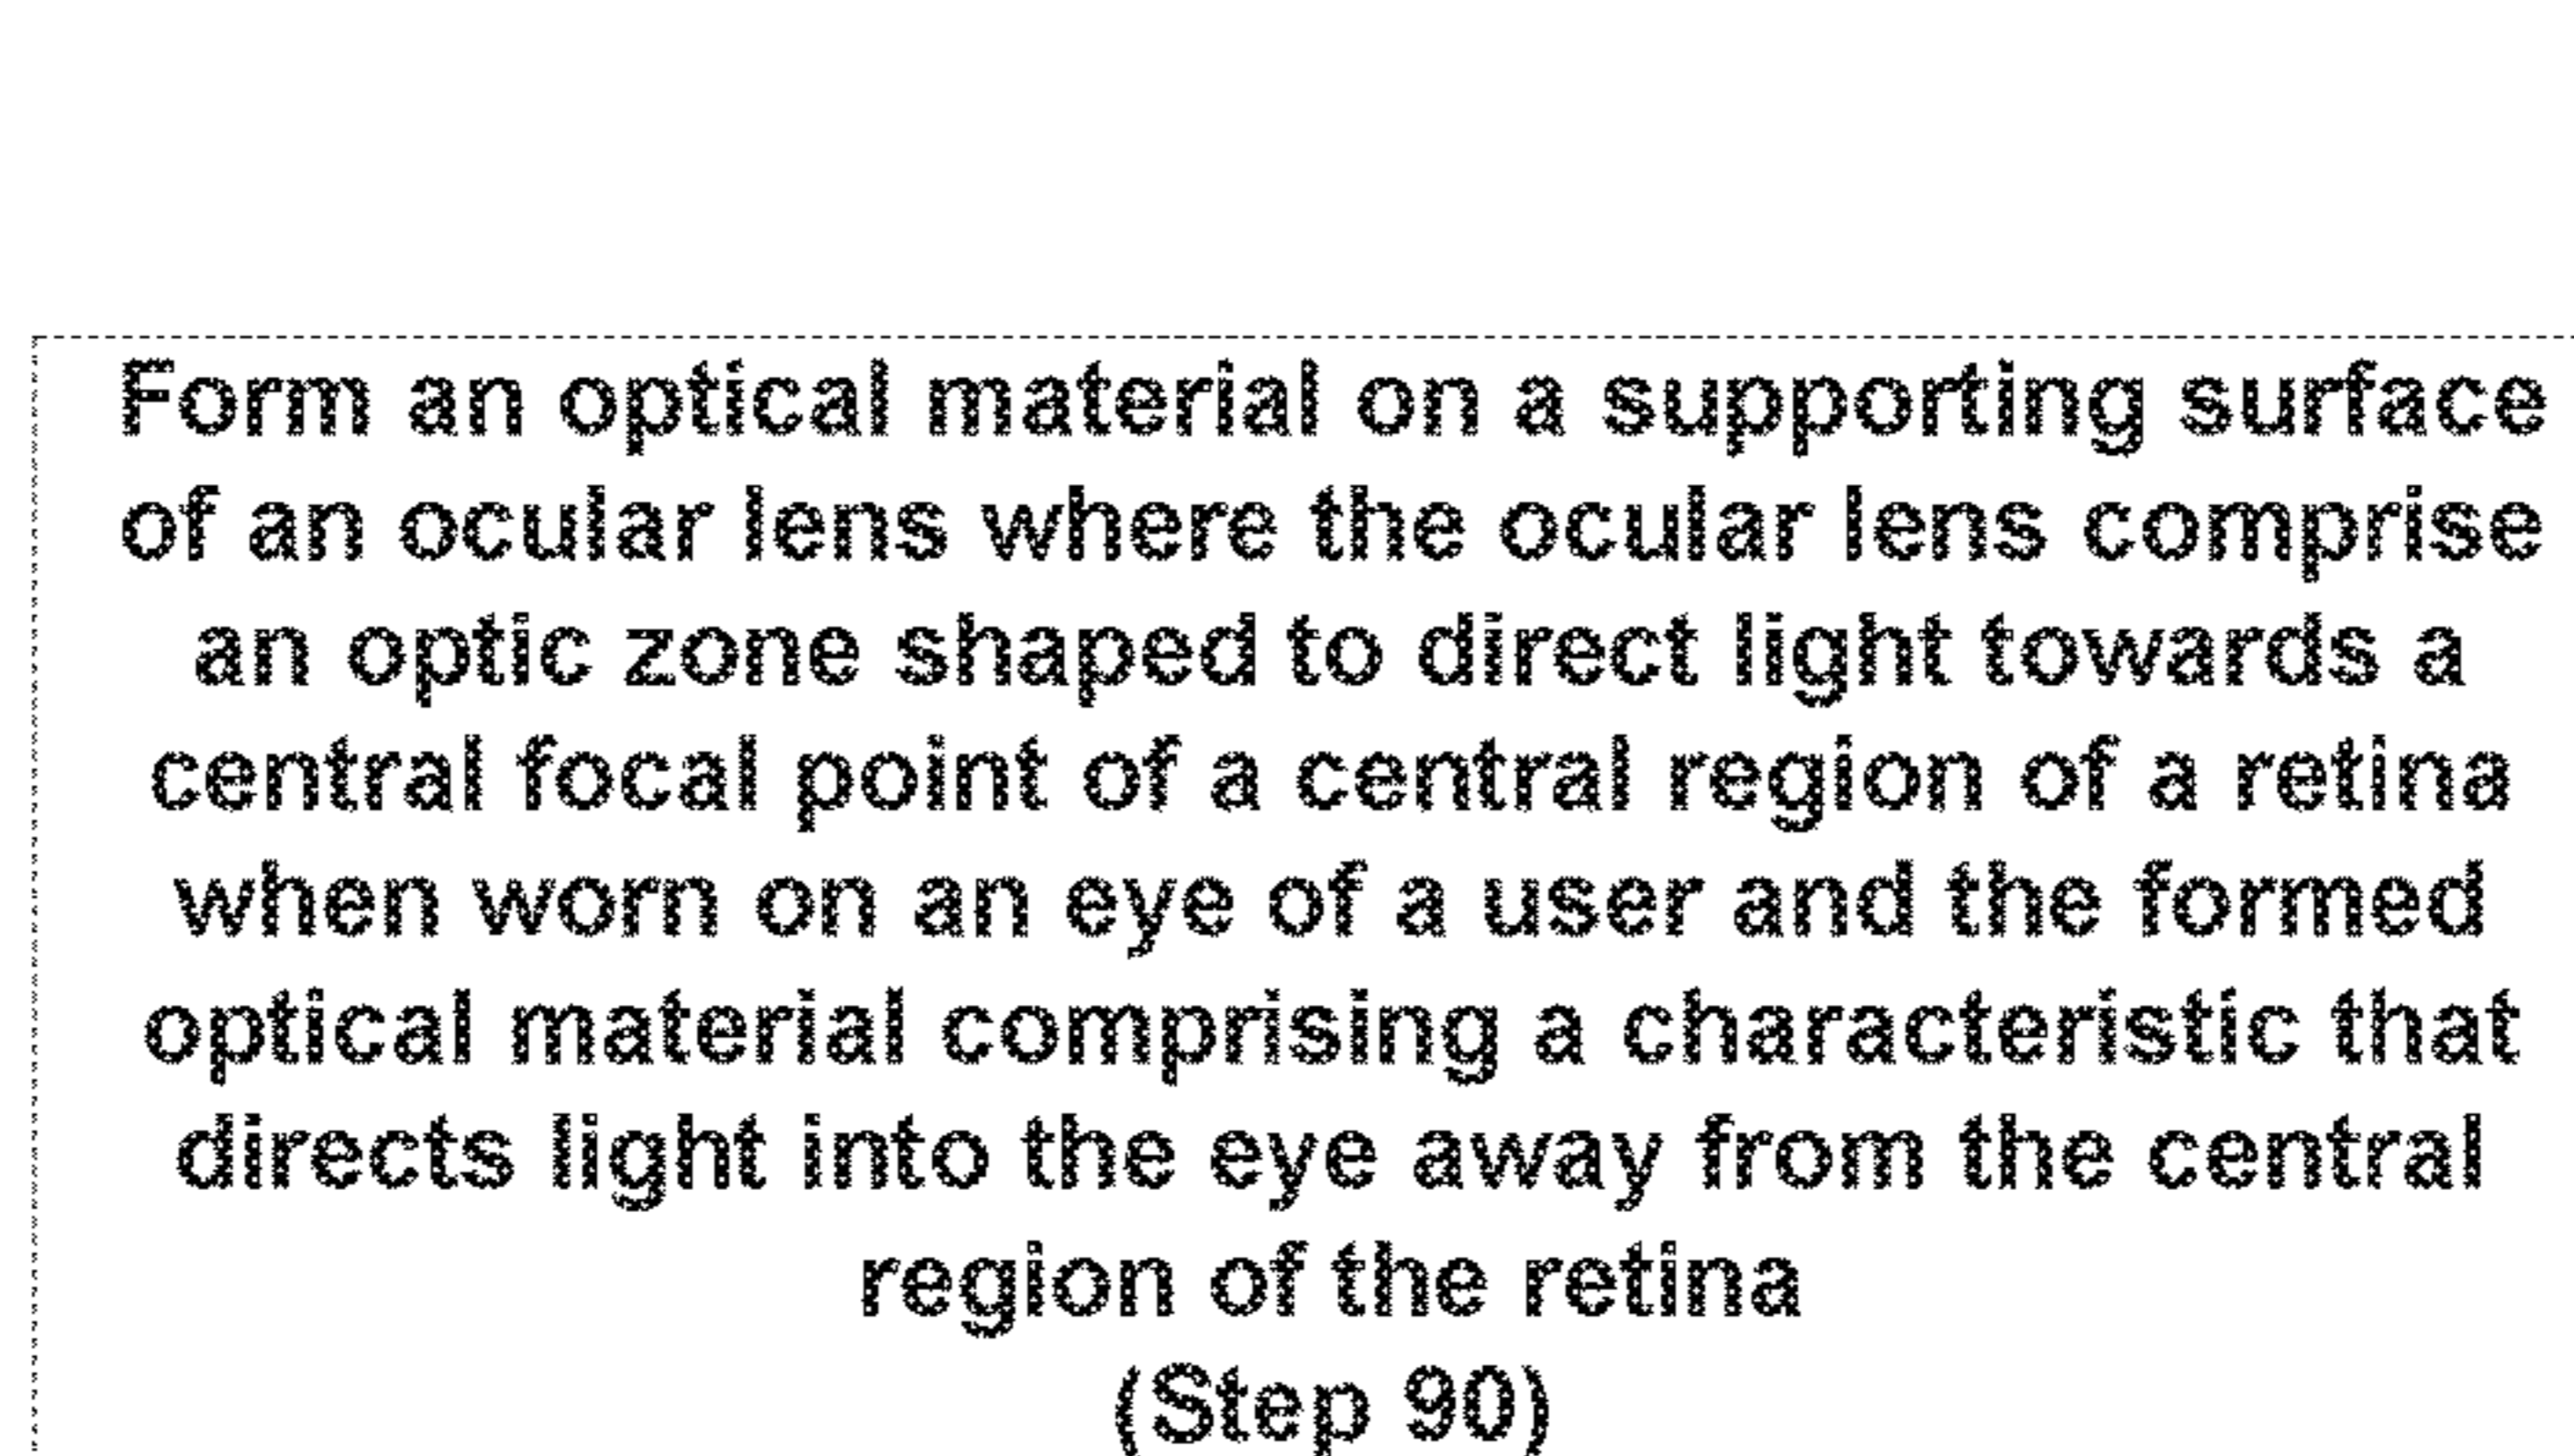 Form an optical material on a supporting surface
of an ocular lens where the ocular lens comprise
an optic zone shaped to direct light towards a
central focal point of a central region of a retina
when worn on an eye of a user and the formed
optical material comprising a characteristic that
directs light into the eye away from the central
region of the retina
(Step 90)